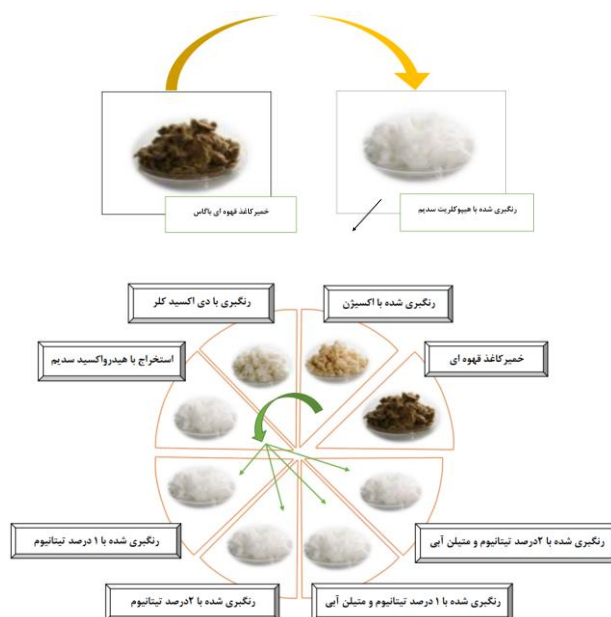 خمیرکاغذ قهوه ای باگاس
رنگبری شده با هیپوکلریت سدیم
رنگبری با دی اکسید کلر
رنگبری شده با اکسیژن
استخراج با هیدرواکسید سدیم
خمیرکاغذ قهوه ای
رنگبری شده با ۱ درصد تیتانیوم
رنگبری شده با ۲درصد تیتانیوم و متیلن آبی
رنگبری شده با ۲درصد تیتانیوم
رنگبری شده با ۱ درصد تیتانیوم و متیلن آبی